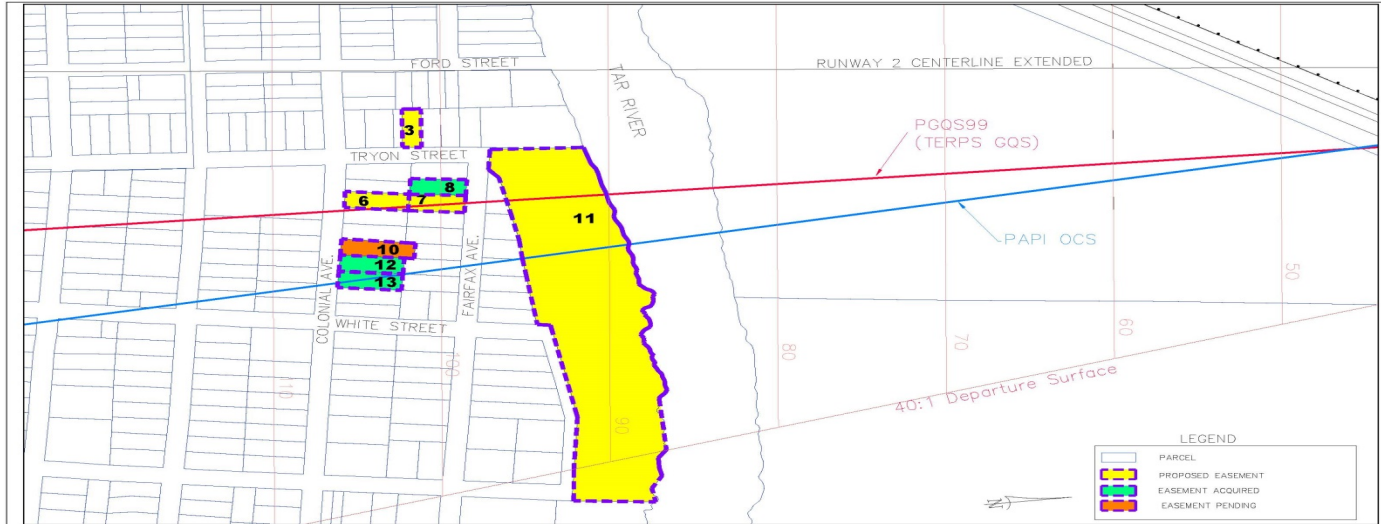 FORD STREET
RUNWAY 2 CENTERLINE EXTENDED
TAR RIVER
PGQS99
(TERPS GQS)
3
TRYON STREET
8
6
7
11
10
12
13
PAPI OCS
COLONIAL AVE.
FAIRFAX AVE.
WHITE STREET
110
100
90
80
70
60
50
40:1 Departure Surface
LEGEND
PARCEL
PROPOSED EASEMENT
EASEMENT ACQUIRED
EASEMENT PENDING